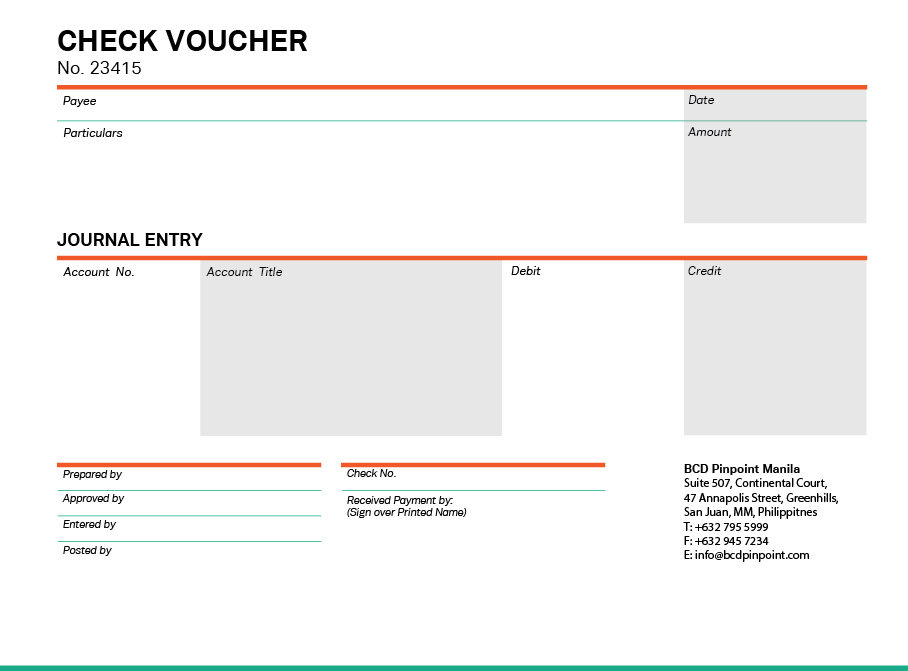 CHECK VOUCHER
No. 23415
Payee
Date
Particulars
Amount
JOURNAL ENTRY
Account No.
Account Title
Debit
Credit
Prepared by
Approved by
Entered by
Posted by
Check No.
Received Payment by:
(Sign over Printed Name)
BCD Pinpoint Manila
Suite 507, Continental Court,
47 Annapolis Street, Greenhills,
San Juan, MM, Philippitnes
T: +632 795 5999
F: +632 945 7234
E: info@bcdpinpoint.com